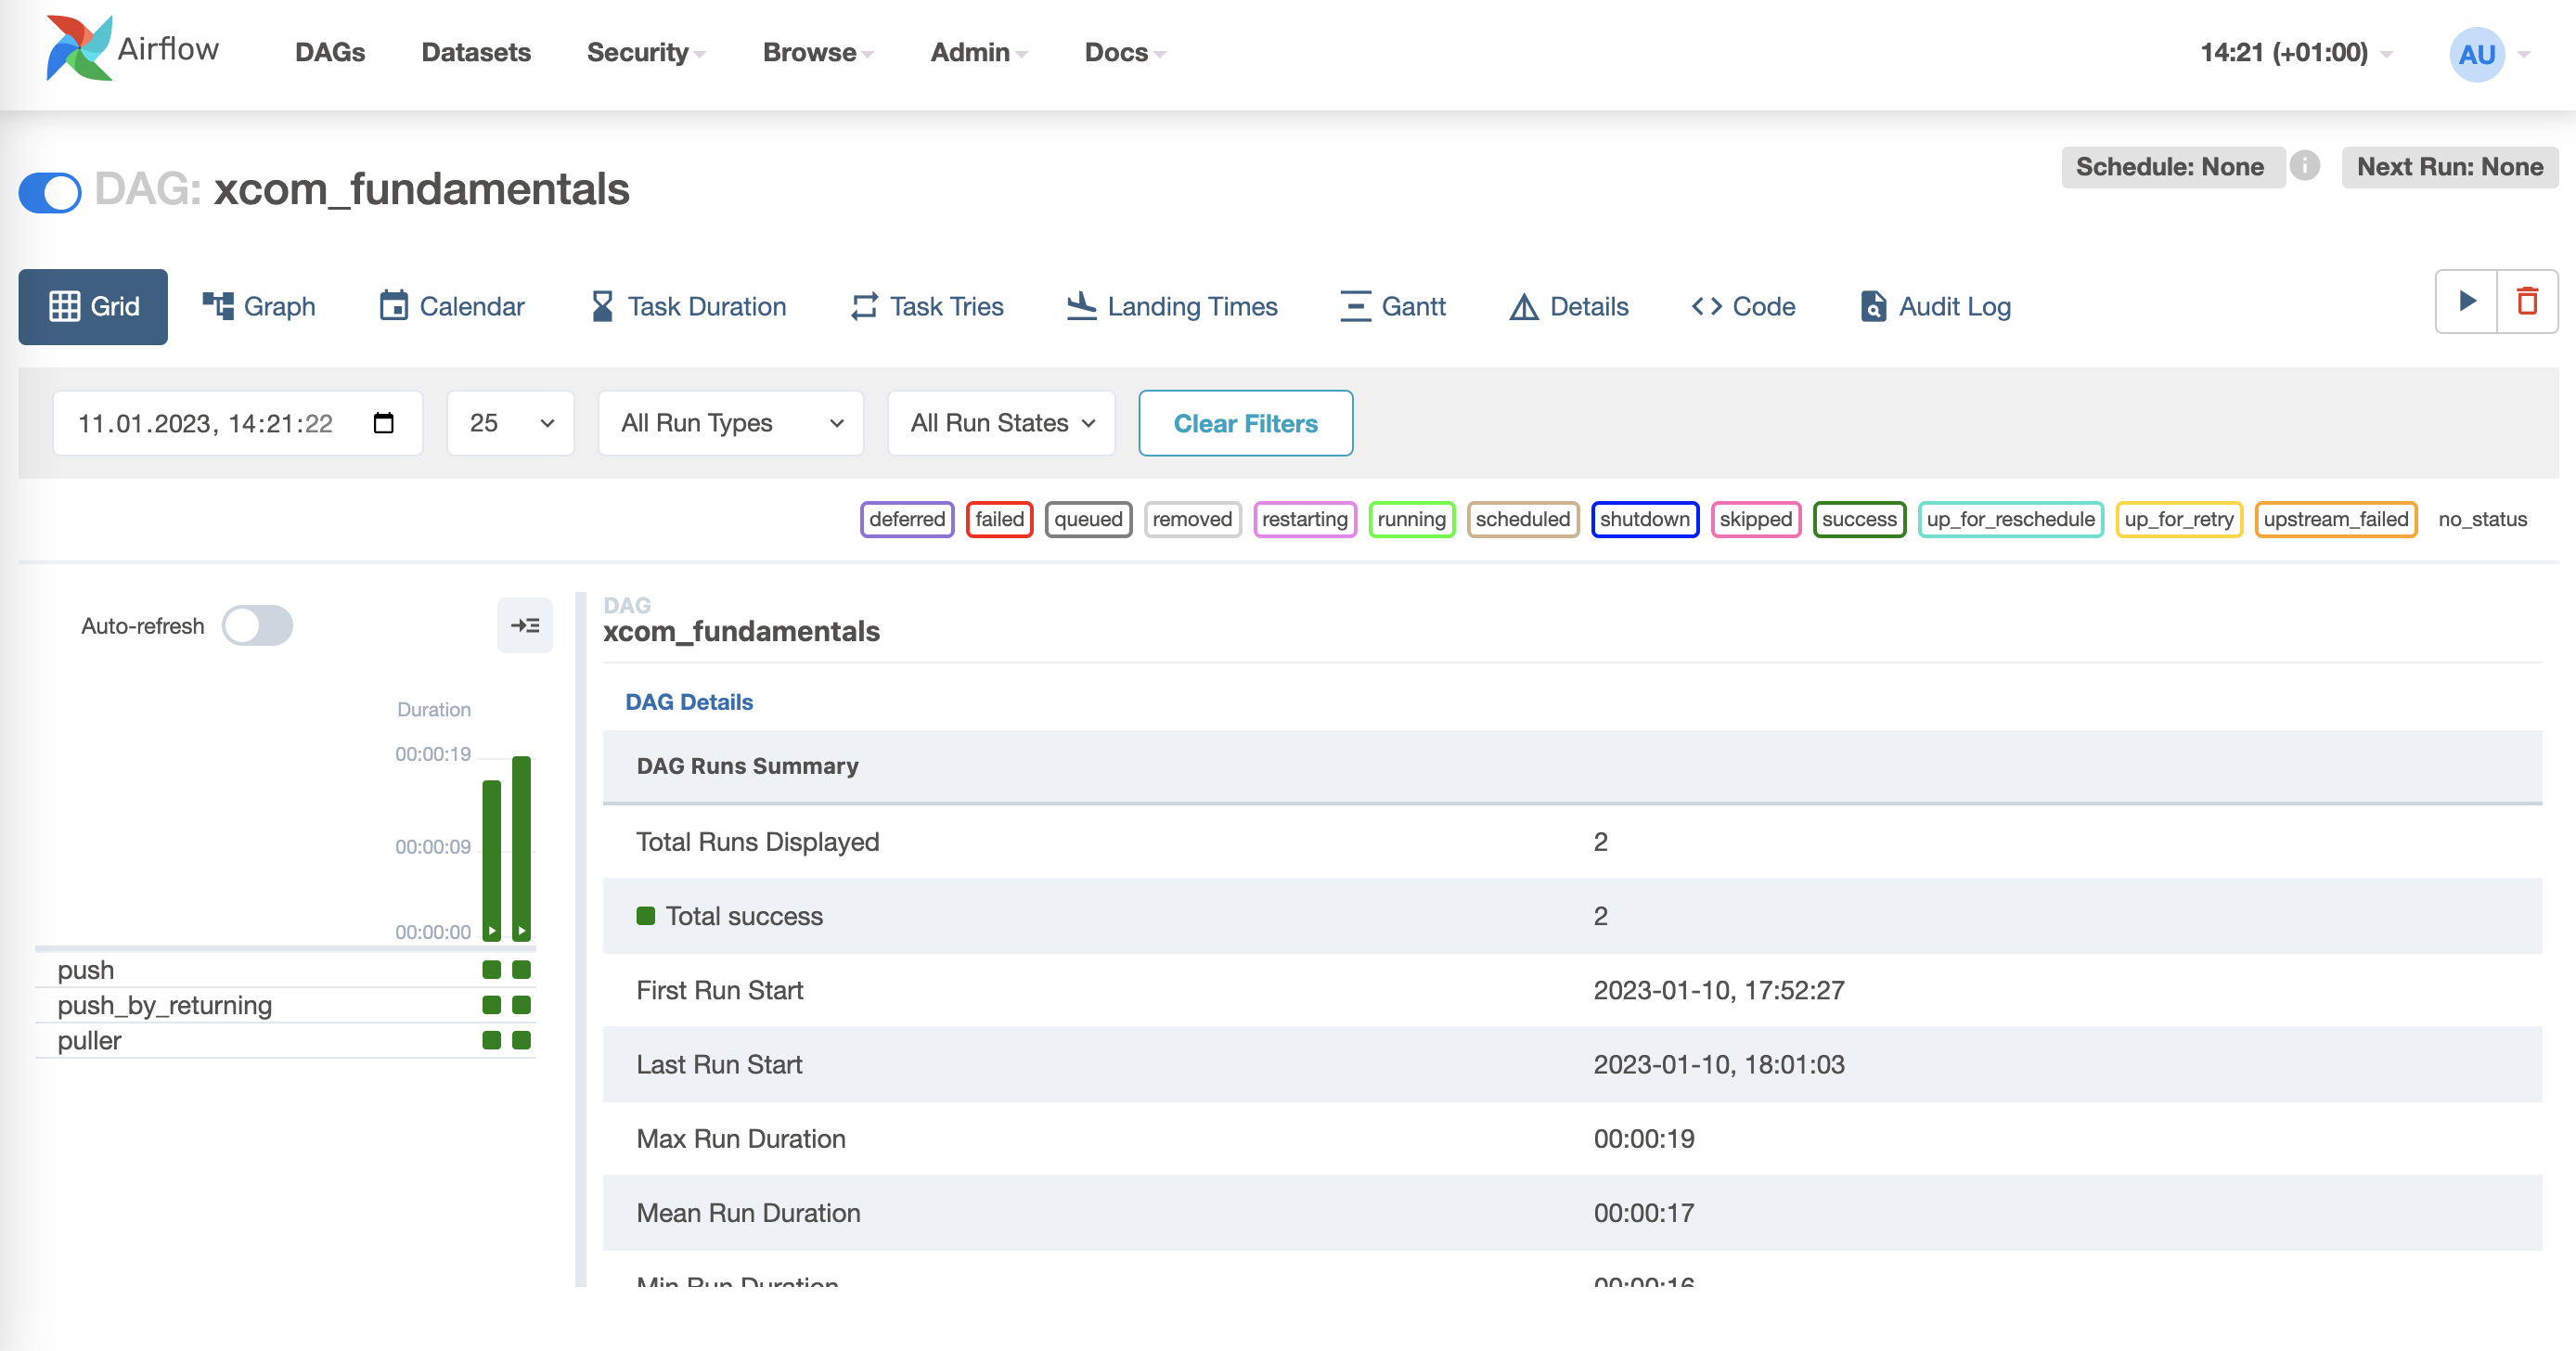 Airflow DAGs Datasets Security Browse Admin Docs 14:21 (+01:00) AU
Schedule: None i Next Run: None
DAG: xcom_fundamentals
Grid Graph Calendar Task Duration Task Tries Landing Times Gantt Details Code Audit Log
11.01.2023, 14:21:22 25 All Run Types All Run States Clear Filters
deferred failed queued removed restarting running scheduled shutdown skipped success up_for_reschedule up_for_retry upstream_failed no_status
Auto-refresh
Duration
00:00:19
00:00:09
00:00:00
push
push_by_returning
puller
DAG
xcom_fundamentals
DAG Details
DAG Runs Summary
Total Runs Displayed 2
Total success 2
First Run Start 2023-01-10, 17:52:27
Last Run Start 2023-01-10, 18:01:03
Max Run Duration 00:00:19
Mean Run Duration 00:00:17
Min Run Duration 00:00:16